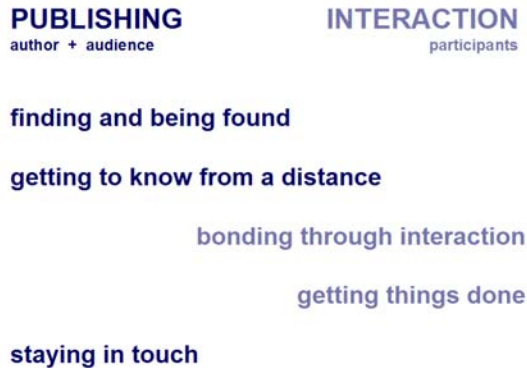 PUBLISHING
author + audience
INTERACTION
participants
finding and being found
getting to know from a distance
bonding through interaction
getting things done
staying in touch